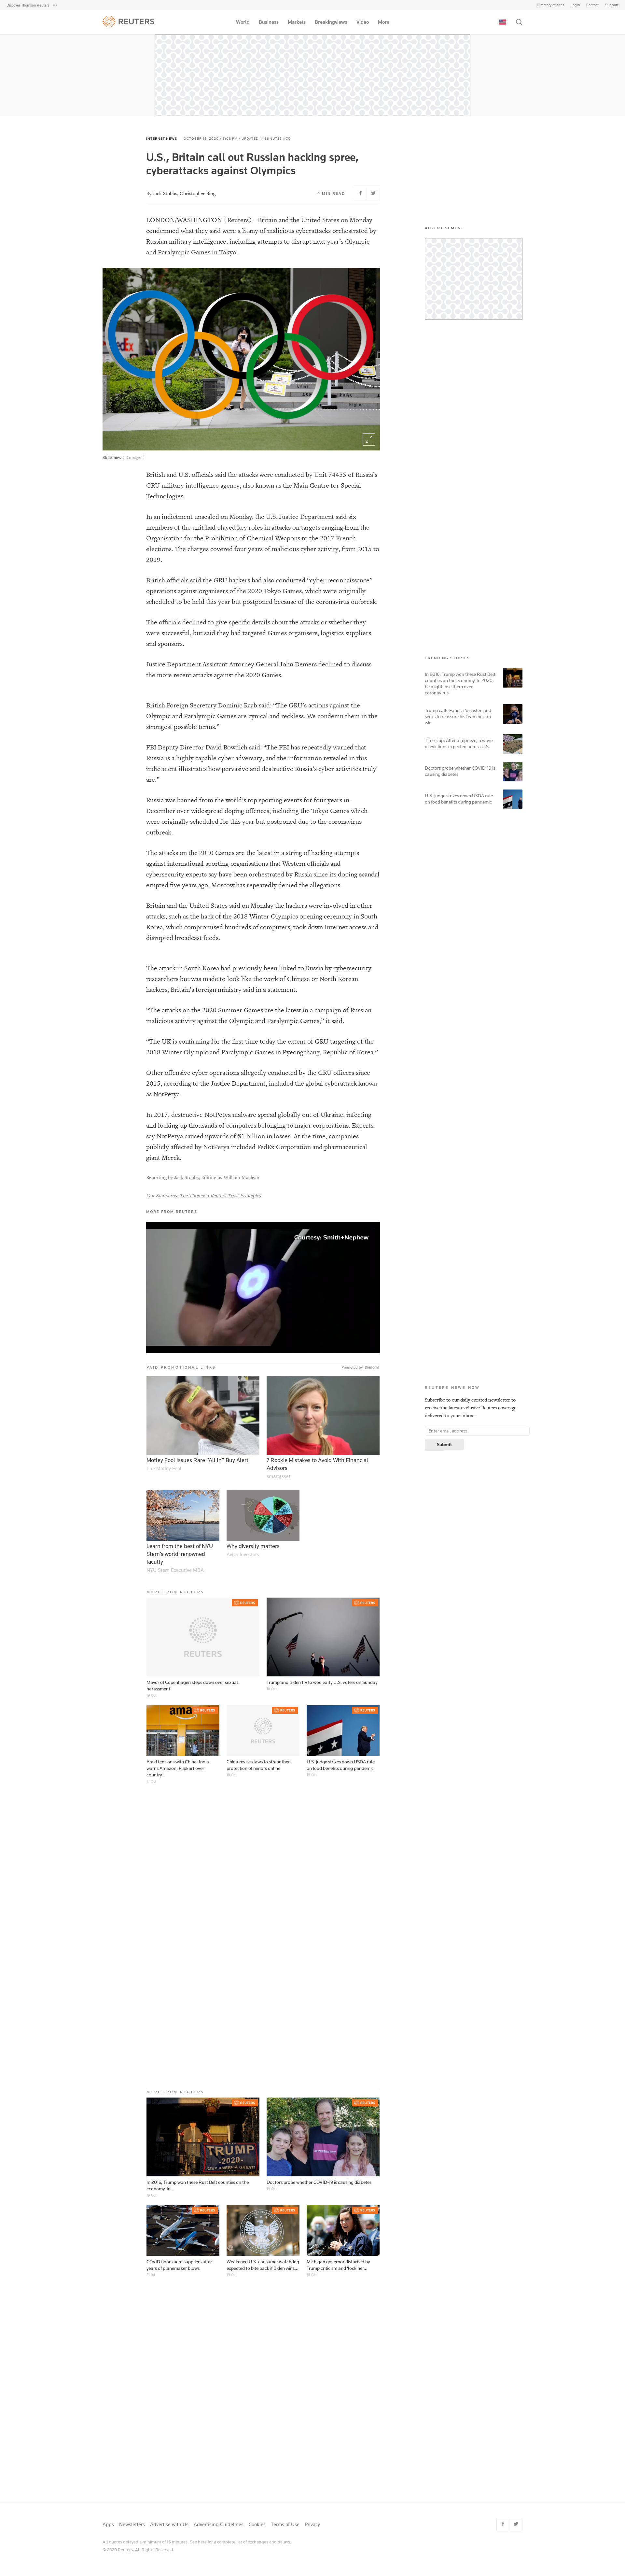 Discover Thomson Reuters
Directory of sites Login Contact Support
REUTERS
World Business Markets Breakingviews Video More
INTERNET NEWS
U.S., Britain call out Russian hacking spree,
cyberattacks against Olympics
By Jack Stubbs, Christopher Bing
MIN READ
LONDON/WASHINGTON (Reuters) - Britain and the United States on Monday
condemned what they said were a litany of malicious cyberattacks orchestrated by
Russian military intelligence, including attempts to disrupt next year’s Olympic
and Paralympic Games in Tokyo.
Slideshow ( 2 images )
British and U.S. officials said the attacks were conducted by Unit 74455 of Russia’s
GRU military intelligence agency, also known as the Main Centre for Special
Technologies.
In an indictment unsealed on Monday, the U.S. Justice Department said six
members of the unit had played key roles in attacks on targets ranging from the
Organisation for the Prohibition of Chemical Weapons to the 2017 French
elections. The charges covered four years of malicious cyber activity, from 2015 to
2019.
British officials said the GRU hackers had also conducted “cyber reconnaissance”
operations against organisers of the 2020 Tokyo Games, which were originally
scheduled to be held this year but postponed because of the coronavirus outbreak.
The officials declined to give specific details about the attacks or whether they
were successful, but said they had targeted Games organisers, logistics suppliers
and sponsors.
Justice Department Assistant Attorney General John Demers declined to discuss
the more recent attacks against the 2020 Games.
British Foreign Secretary Dominic Raab said: “The GRU’s actions against the
Olympic and Paralympic Games are cynical and reckless. We condemn them in the
strongest possible terms.”
FBI Deputy Director David Bowdich said: “The FBI has repeatedly warned that
Russia is a highly capable cyber adversary, and the information revealed in this
indictment illustrates how pervasive and destructive Russia’s cyber activities truly
are.”
Russia was banned from the world’s top sporting events for four years in
December over widespread doping offences, including the Tokyo Games which
were originally scheduled for this year but postponed due to the coronavirus
outbreak.
The attacks on the 2020 Games are the latest in a string of hacking attempts
against international sporting organisations that Western officials and
cybersecurity experts say have been orchestrated by Russia since its doping scandal
erupted five years ago. Moscow has repeatedly denied the allegations.
Britain and the United States said on Monday the hackers were involved in other
attacks, such as the hack of the 2018 Winter Olympics opening ceremony in South
Korea, which compromised hundreds of computers, took down Internet access and
disrupted broadcast feeds.
The attack in South Korea had previously been linked to Russia by cybersecurity
researchers but was made to look like the work of Chinese or North Korean
hackers, Britain’s foreign ministry said in a statement.
“The attacks on the 2020 Summer Games are the latest in a campaign of Russian
malicious activity against the Olympic and Paralympic Games,” it said.
“The UK is confirming for the first time today the extent of GRU targeting of the
2018 Winter Olympic and Paralympic Games in Pyeongchang, Republic of Korea.”
Other offensive cyber operations allegedly conducted by the GRU officers since
2015, according to the Justice Department, included the global cyberattack known
as NotPetya.
In 2017, destructive NotPetya malware spread globally out of Ukraine, infecting
and locking up thousands of computers belonging to major corporations. Experts
say NotPetya caused upwards of $1 billion in losses. At the time, companies
publicly affected by NotPetya included FedEx Corporation and pharmaceutical
giant Merck.
Reporting by Jack Stubbs; Editing by William Maclean
Our Standards: The Thomson Reuters Trust Principles.
MORE FROM REUTERS
Courtesy: Smith+Nephew
PAID PROMOTIONAL LINKS
Promoted by
Motley Fool Issues Rare "All In" Buy Alert
The Motley Fool
7 Rookie Mistakes to Avoid With Financial
Advisors
smartasset
Learn from the best of NYU
Stern's world-renowned
faculty
NYU Stern Executive MBA
Why diversity matters
MORE FROM REUTERS
REUTERS
REUTERS
REUTERS
Mayor of Copenhagen steps down over sexual
harassment
Trump and Biden try to woo early U.S. voters on Sunday
ama
REUTERS
REUTERS
REUTERS
REUTERS
Amid tensions with China, India
warns Amazon, Flipkart over
country...
China revises laws to strengthen
protection of minors online
U.S. judge strikes down USDA rule
on food benefits during pandemic
MORE FROM REUTERS
REUTERS
REUTERS
TRUMP
2020
In 2016, Trump won these Rust Belt counties on the
economy. In...
Doctors probe whether COVID-19 is causing diabetes
REUTERS
REUTERS
REUTERS
COVID floors aero suppliers after
years of planemaker blows
Weakened U.S. consumer watchdog
expected to bite back if Biden wins...
Michigan governor disturbed by
Trump criticism and 'lock her...
ADVERTISEMENT
TRENDING STORIES
In 2016, Trump won these Rust Belt
counties on the economy. In 2020,
he might lose them over
coronavirus
Trump calls Fauci a 'disaster' and
seeks to reassure his team he can
win
Time's up: After a reprieve, a wave
of evictions expected across U.S.
Doctors probe whether COVID-19 is
causing diabetes
U.S. judge strikes down USDA rule
on food benefits during pandemic
REUTERS NEWS NOW
Subscribe to our daily curated newsletter to
receive the latest exclusive Reuters coverage
delivered to your inbox.
Enter email address
Submit
Apps Newsletters Advertise with Us Advertising Guidelines Cookies Terms of Use Privacy
All quotes delayed a minimum of 15 minutes. See here for a complete list of exchanges and delays.
© 2020 Reuters. All Rights Reserved.